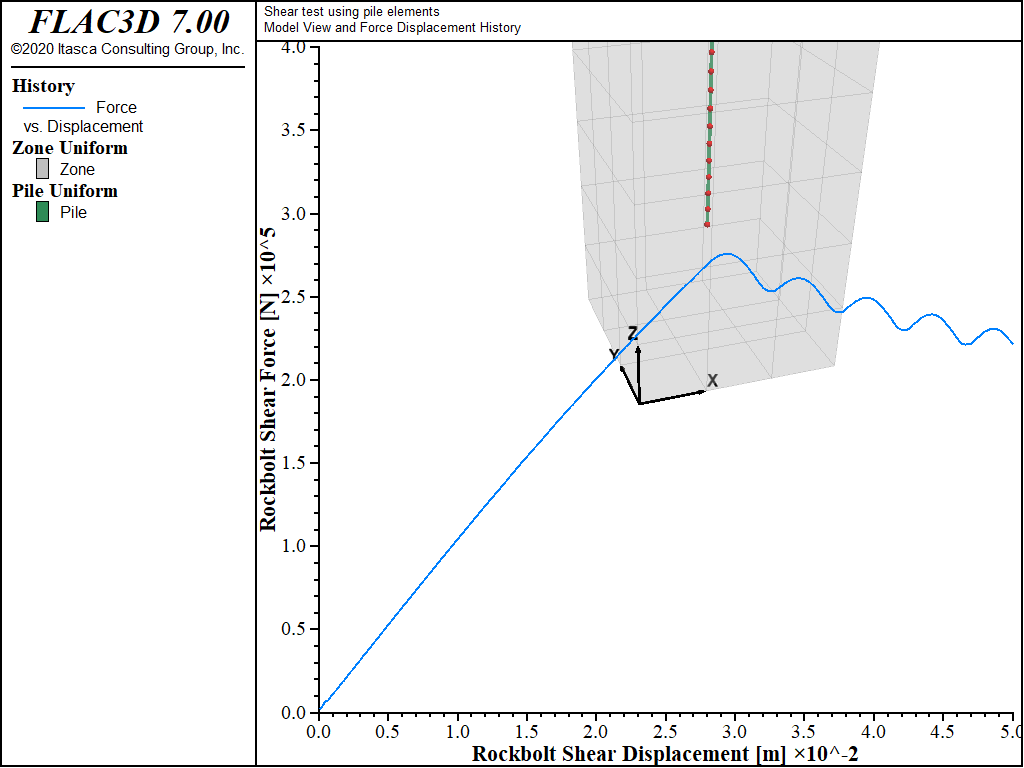 FLAC3D 7.00
©2020 Itasca Consulting Group, Inc.
History
Force
vs. Displacement
Zone Uniform
Zone
Pile Uniform
Pile
Shear test using pile elements
Model View and Force Displacement History
4.0
3.5
3.0
2.5
2.0
1.5
1.0
0.5
0.0
Rockbolt Shear Force [N] ×10^5
Z
Y
X
0.0 0.5 1.0 1.5 2.0 2.5 3.0 3.5 4.0 4.5 5.0
Rockbolt Shear Displacement [m] ×10^-2